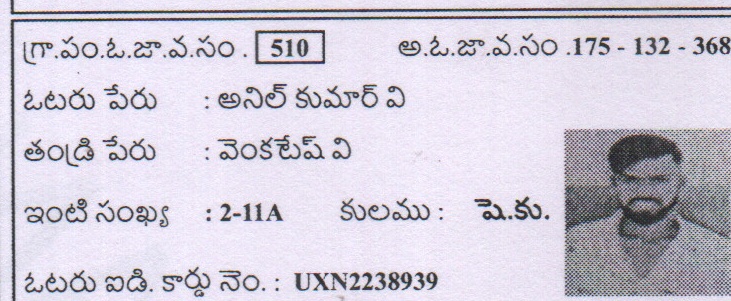 గ్రా.పం.ఓ.జా.వ.సం. 510 అ.ఓ.జా.వ.సం .175 - 132 - 368
ఓటరు పేరు : అనిల్ కుమార్ వి
తండ్రి పేరు : వెంకటేష్ వి
ఇంటి సంఖ్య : 2-11A కులము : షె.కు.
ఓటరు ఐడి. కార్డు నెం. : UXN2238939